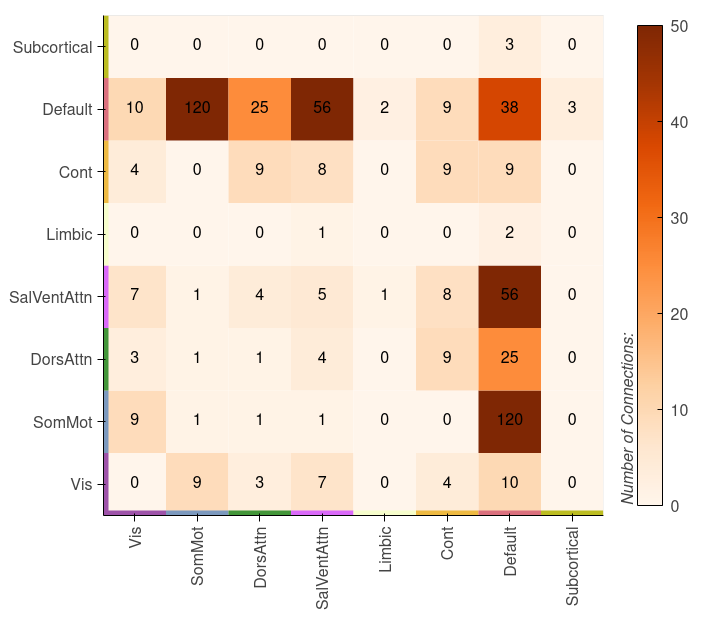 Subcortical 0 0 0 0 0 0 3 0
Default 10 120 25 56 2 9 38 3
Cont 4 0 9 8 0 9 9 0
Limbic 0 0 0 1 0 0 2 0
SalVentAttn 7 1 4 5 1 8 56 0
DorsAttn 3 1 1 4 0 9 25 0
SomMot 9 1 1 1 0 0 120 0
Vis 0 9 3 7 0 4 10 0
Vis
SomMot
DorsAttn
SalVentAttn
Limbic
Cont
Default
Subcortical
Number of Connections:
50
40
30
20
10
0